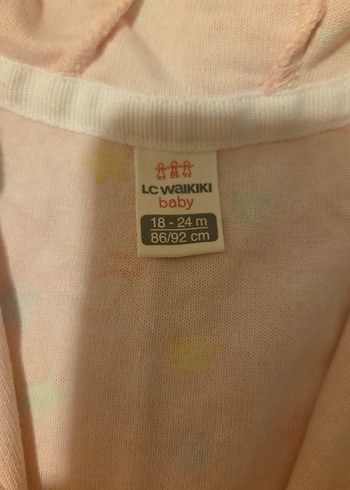 LC WAIKIKI
baby
18 - 24 m
86/92 cm